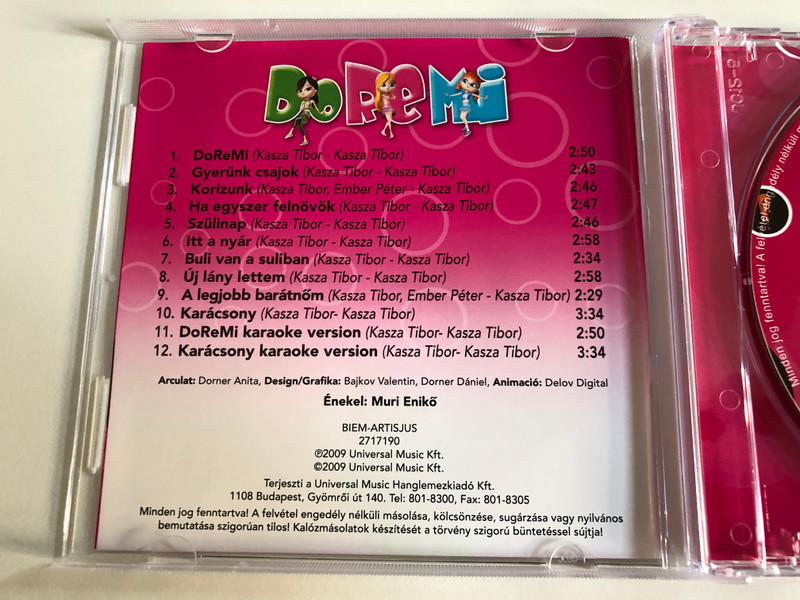 DoReMi
1. DoReMi (Kasza Tibor - Kasza Tibor) 2:50
2. Gyerünk csajok (Kasza Tibor - Kasza Tibor) 2:43
3. Korizunk (Kasza Tibor, Ember Péter - Kasza Tibor) 2:46
4. Ha egyszer felnövök (Kasza Tibor - Kasza Tibor) 2:47
5. Szülinap (Kasza Tibor - Kasza Tibor) 2:46
6. Itt a nyár (Kasza Tibor - Kasza Tibor) 2:58
7. Buli van a suliban (Kasza Tibor - Kasza Tibor) 2:34
8. Új lány lettem (Kasza Tibor - Kasza Tibor) 2:58
9. A legjobb barátnőm (Kasza Tibor, Ember Péter - Kasza Tibor) 2:29
10. Karácsony (Kasza Tibor- Kasza Tibor) 3:34
11. DoReMi karaoke version (Kasza Tibor- Kasza Tibor) 2:50
12. Karácsony karaoke version (Kasza Tibor- Kasza Tibor) 3:34
Arculat: Dorner Aníta, Design/Grafika: Bajkov Valentin, Dorner Dániel, Animació: Delov Digital
Énekel: Muri Enikő
BIEM-ARTISJUS
2717190
℗2009 Universal Music Kft.
©2009 Universal Music Kft.
Terjeszti a Universal Music Hanglemezkiadó Kft.
1108 Budapest, Gyömrői út 140. Tel: 801-8300, Fax: 801-8305
Minden jog fenntartva! A felvétel engedély nélküli másolása, kölcsönzése, sugárzása vagy nyilvános
bemutatása szigorúan tilos! Kalózmásolatok készítését a törvény szigorú büntetéssel sújtja!
Minden jog fenntartva! A felvétel engedély nélküli